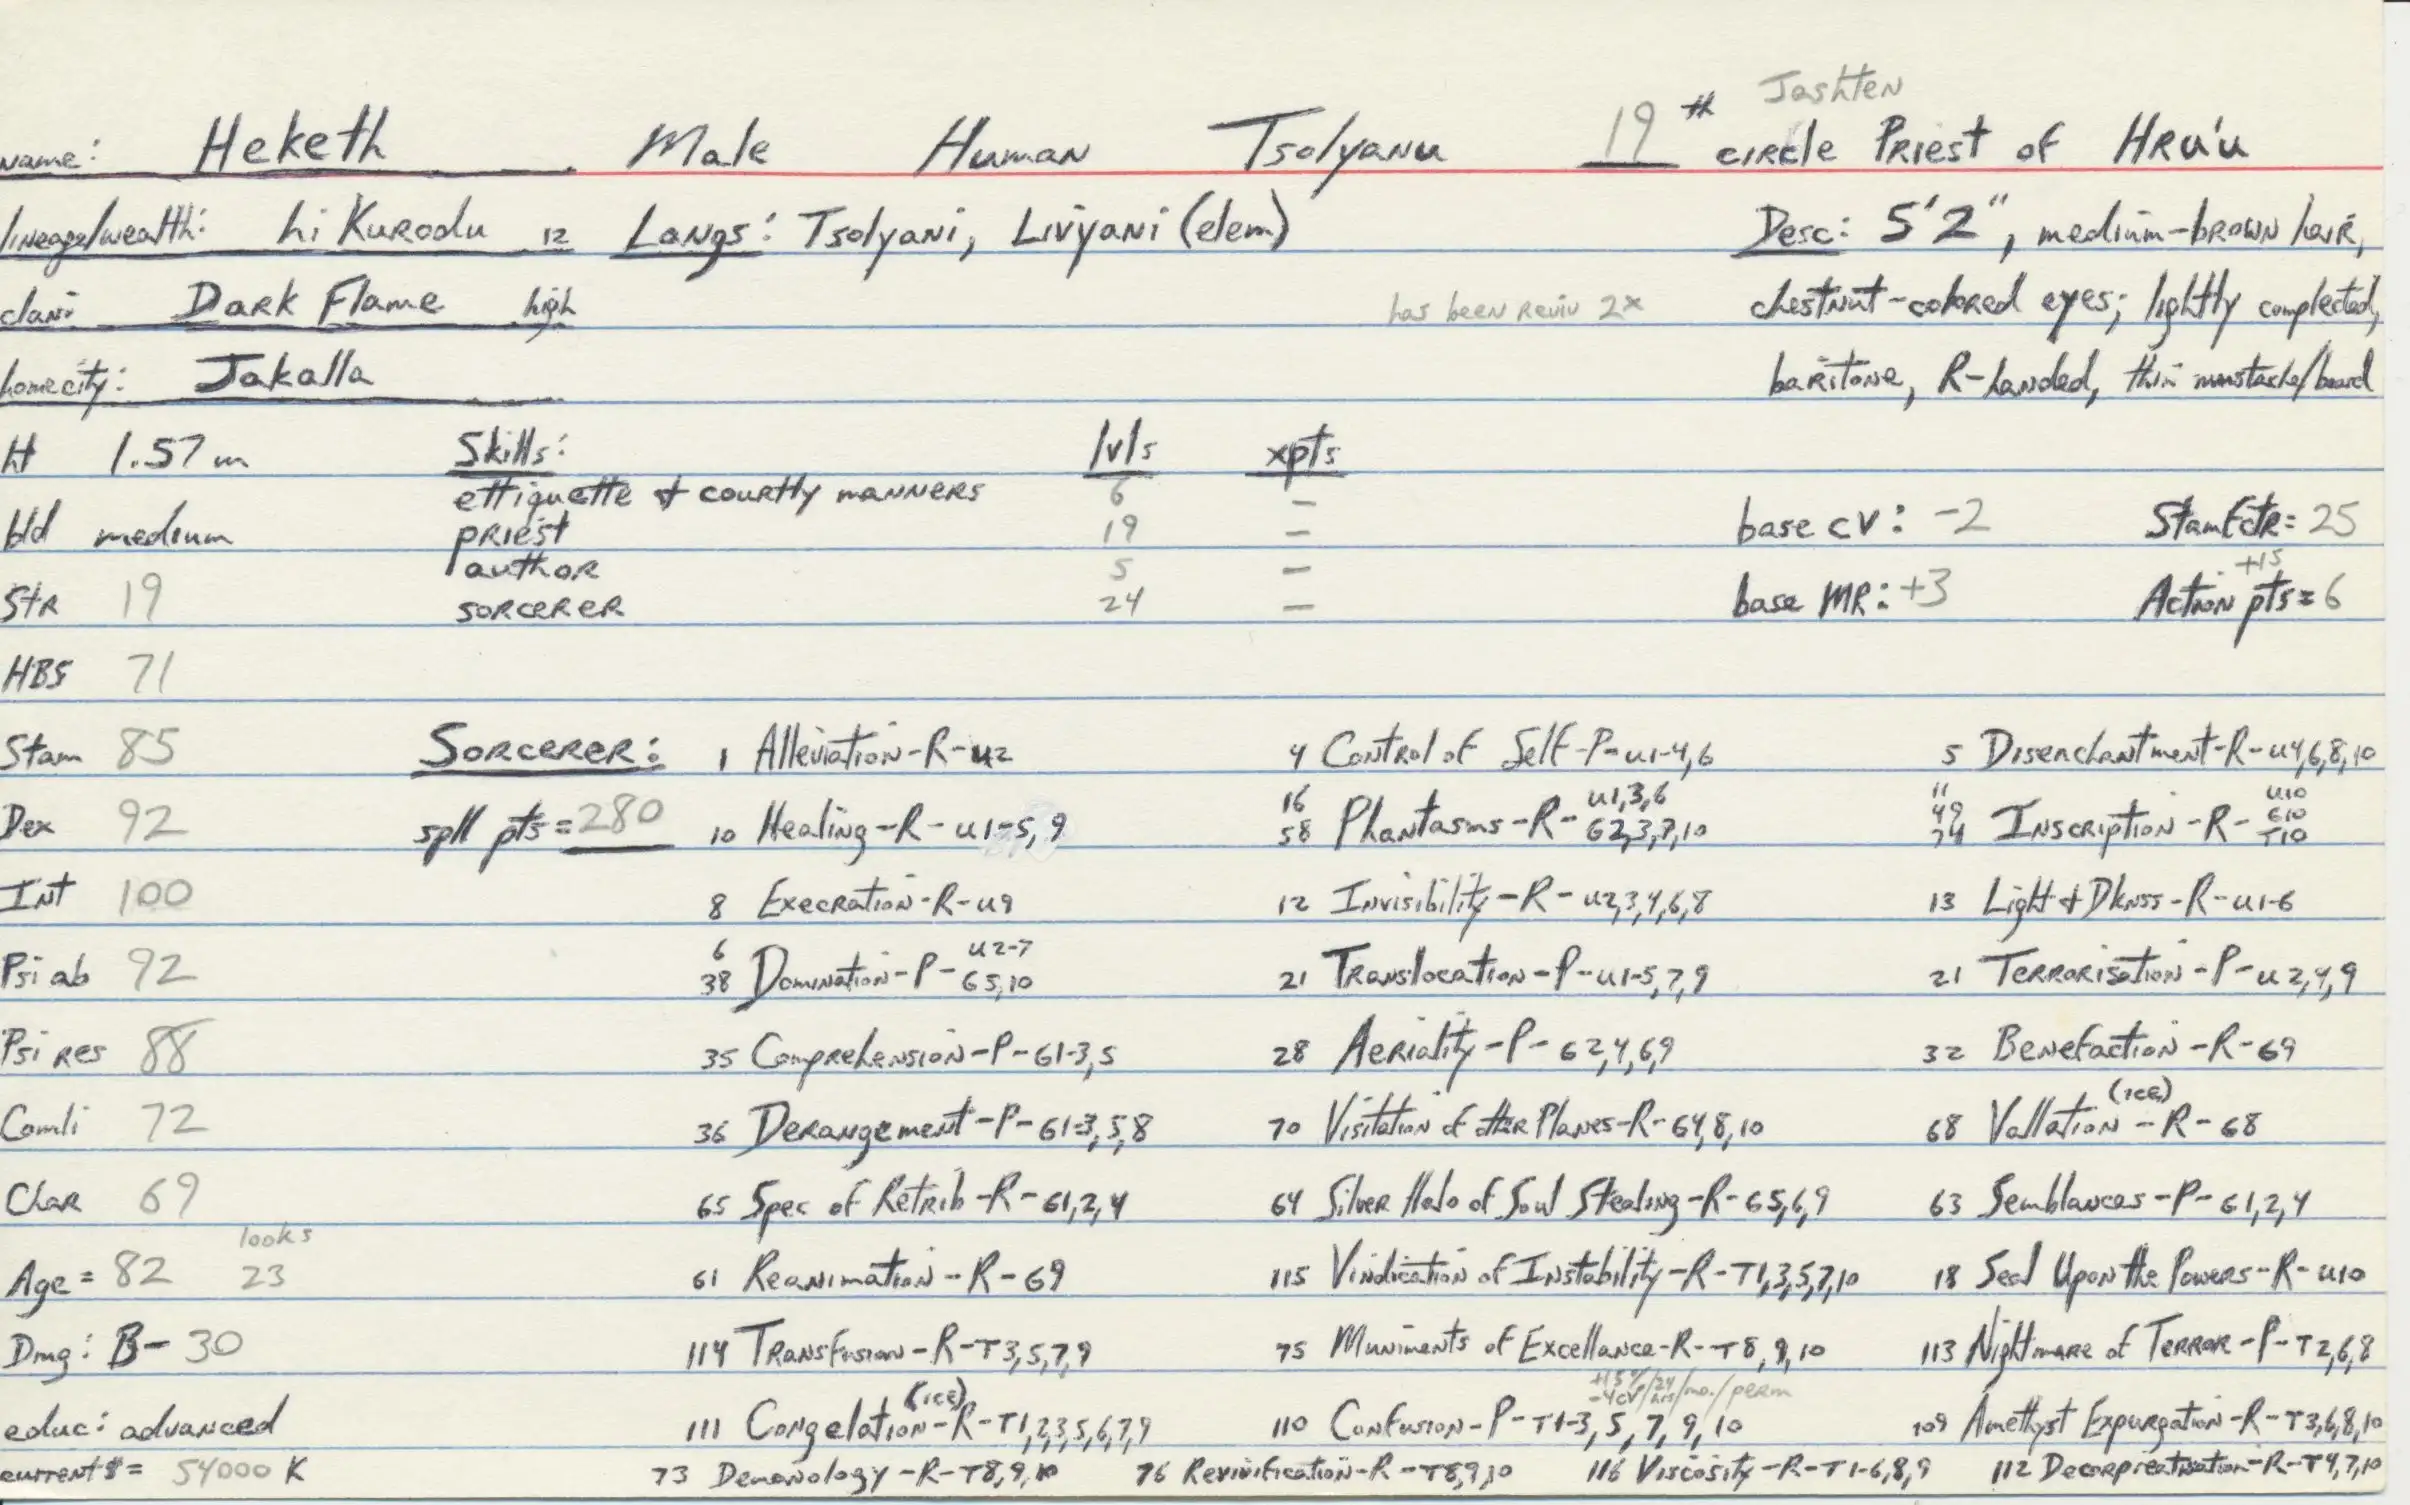 Jashten
name: Heketh Male Human Tsolyanu 19th circle Priest of Hru'u
lineage/wealth: hi Kurodu 12 Langs: Tsolyani, Livyani (elem) Desc: 5'2", medium-brown hair,
clan: Dark Flame high has been reviv 2x chestnut-colored eyes; lightly complected,
home city: Jakalla baritone, R-handed, thin mustache/beard
Ht 1.57 m Skills: lvls xpts
ettiquette & courtly manners 6 -
bld medium priest 19 - base CV: -2 StamFctr= 25
author 5 - +15
Str 19 sorcerer 24 - base MR: +3 Action pts= 6
HBS 71
Stam 85 Sorcerer: 1 Alleviation-R-u2 4 Control of Self-P-u1-4,6 5 Disenchantment-R-u4,6,8,10
16 u1,3,6 11 u10
49 G10
Dex 92 spll pts=280 10 Healing-R-u1-5,9 58 Phantasms-R-G2,3,7,10 74 Inscription-R-T10
Int 100 8 Execration-R-u9 12 Invisibility-R-u2,3,4,6,8 13 Light & Dknss-R-u1-6
6 u2-7
Psi ab 92 38 Domination-P-G5,10 21 Translocation-P-u1-5,7,9 21 Terrorisation-P-u2,4,9
Psi res 88 35 Comprehension-P-G1-3,5 28 Aeriality-P-G2,4,6,9 32 Benefaction-R-G9
(ice)
Comli 72 36 Derangement-P-G1-3,5,8 70 Visitation of other Planes-R-G4,8,10 68 Vallation-R-G8
Char 69 65 Spec of Retrib-R-G1,2,4 64 Silver Halo of Soul Stealing-R-G5,6,9 63 Semblances-P-G1,2,4
looks
Age= 82 23 61 Reanimation-R-G9 115 Vindication of Instability-R-T1,3,5,7,10 18 Seal Upon the Powers-R-u10
Dmg: B- 30 114 Transfusion-R-T3,5,7,9 75 Muniments of Excellance-R-T8,9,10 113 Nightmare of Terror-P-T2,6,8
(ice) -4cv/24 hrs/mo./perm
educ: advanced 111 Congelation-R-T1,2,3,5,6,7,9 110 Confusion-P-T1-3,5,7,9,10 109 Amethyst Expurgation-R-T3,6,8,10
current $= 54000 K 73 Demonology-R-T8,9,10 76 Revivification-R-T8,9,10 116 Viscosity-R-T1-6,8,9 112 Decorpreatisation-R-T4,7,10